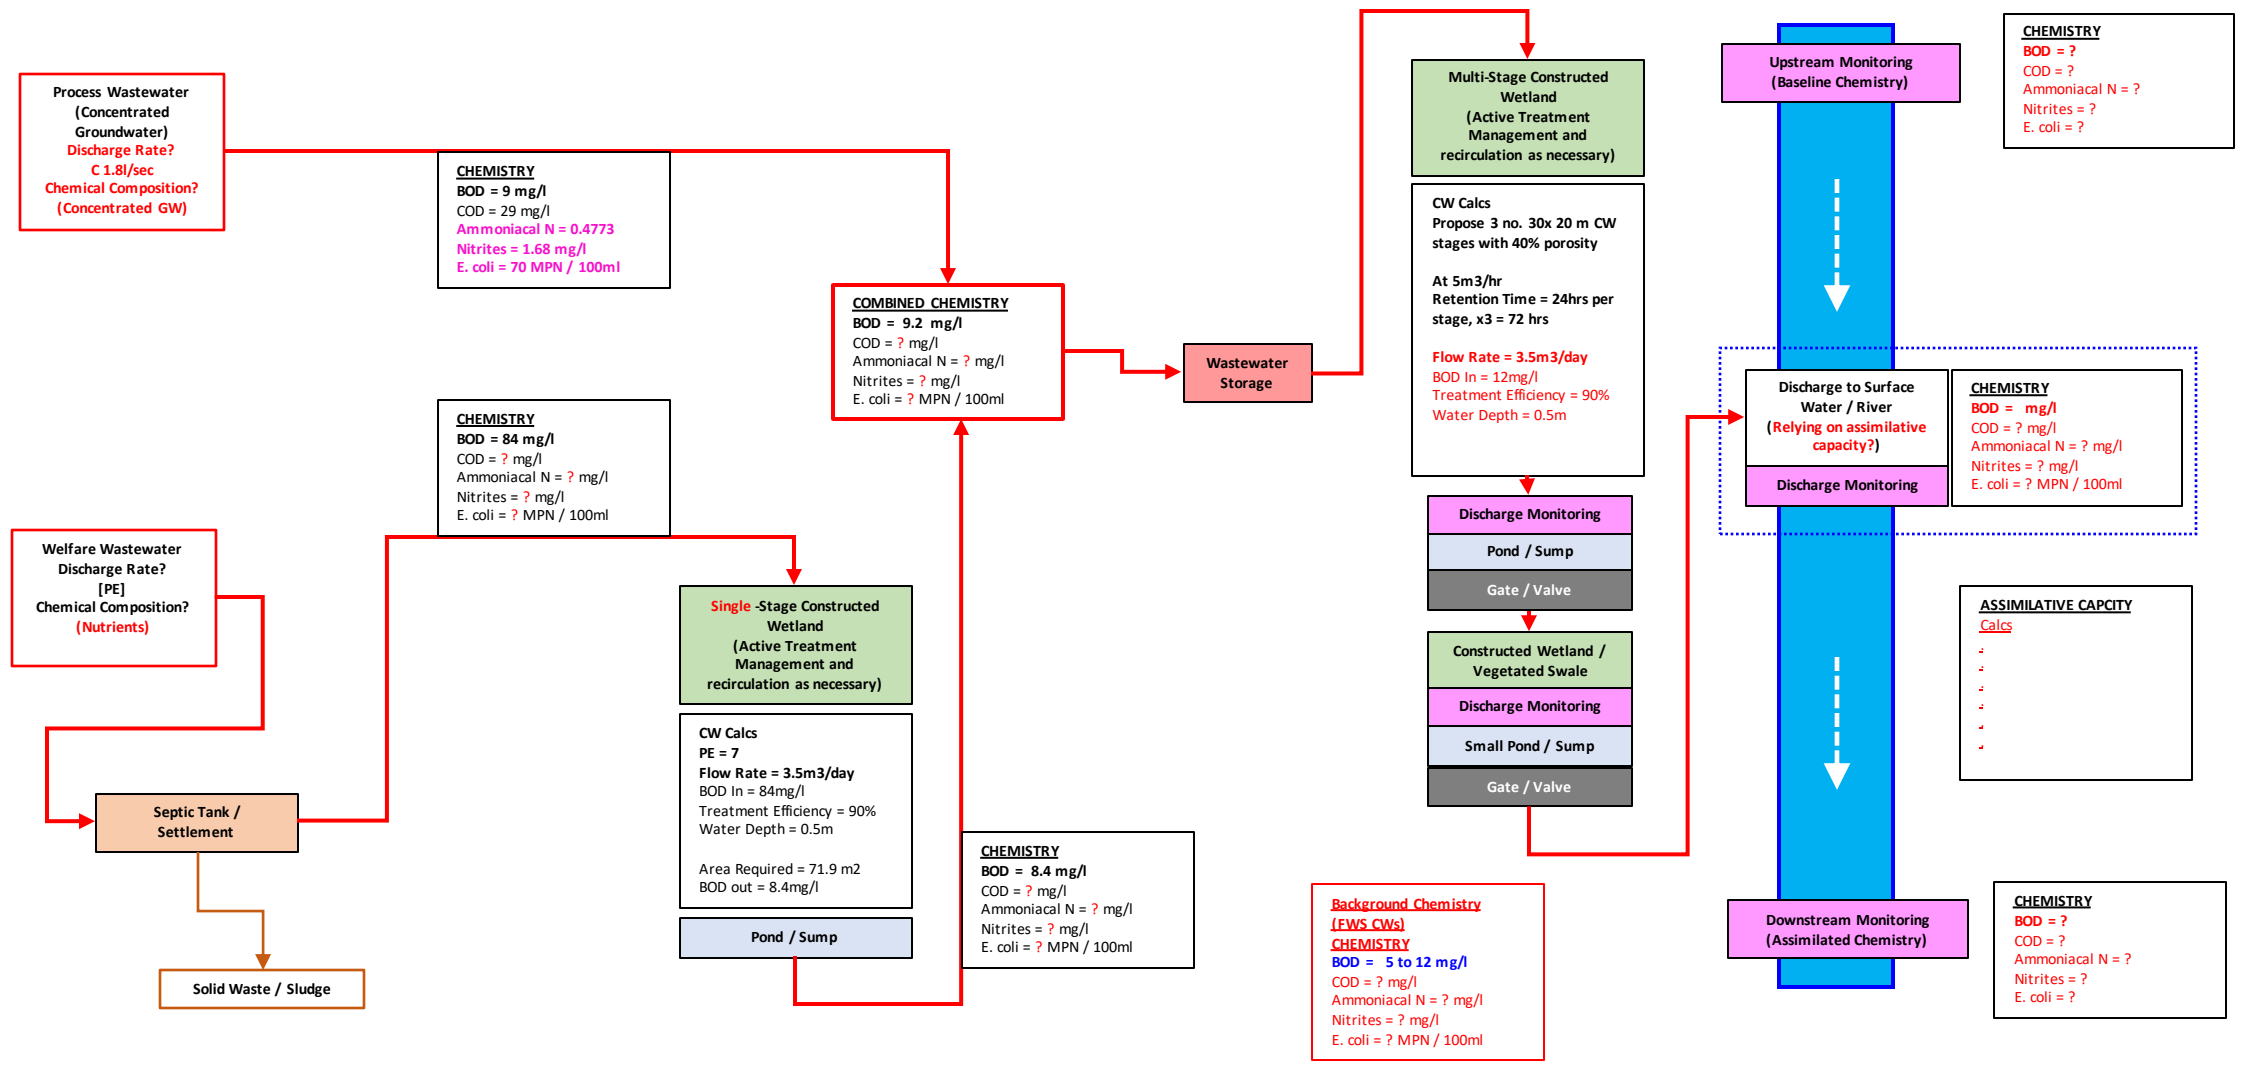 Process Wastewater
(Concentrated
Groundwater)
Discharge Rate?
C 1.8l/sec
Chemical Composition?
(Concentrated GW)
CHEMISTRY
BOD = 9 mg/l
COD = 29 mg/l
Ammoniacal N = 0.4773
Nitrites = 1.68 mg/l
E. coli = 70 MPN / 100ml
CHEMISTRY
BOD = 84 mg/l
COD = ? mg/l
Ammoniacal N = ? mg/l
Nitrites = ? mg/l
E. coli = ? MPN / 100ml
Welfare Wastewater
Discharge Rate?
[PE]
Chemical Composition?
(Nutrients)
Septic Tank /
Settlement
Solid Waste / Sludge
Single -Stage Constructed
Wetland
(Active Treatment
Management and
recirculation as necessary)
CW Calcs
PE = 7
Flow Rate = 3.5m3/day
BOD In = 84mg/l
Treatment Efficiency = 90%
Water Depth = 0.5m
Area Required = 71.9 m2
BOD out = 8.4mg/l
Pond / Sump
COMBINED CHEMISTRY
BOD = 9.2 mg/l
COD = ? mg/l
Ammoniacal N = ? mg/l
Nitrites = ? mg/l
E. coli = ? MPN / 100ml
CHEMISTRY
BOD = 8.4 mg/l
COD = ? mg/l
Ammoniacal N = ? mg/l
Nitrites = ? mg/l
E. coli = ? MPN / 100ml
Wastewater
Storage
Multi-Stage Constructed
Wetland
(Active Treatment
Management and
recirculation as necessary)
CW Calcs
Propose 3 no. 30x 20 m CW
stages with 40% porosity
At 5m3/hr
Retention Time = 24hrs per
stage, x3 = 72 hrs
Flow Rate = 3.5m3/day
BOD In = 12mg/l
Treatment Efficiency = 90%
Water Depth = 0.5m
Discharge Monitoring
Pond / Sump
Gate / Valve
Constructed Wetland /
Vegetated Swale
Discharge Monitoring
Small Pond / Sump
Gate / Valve
Background Chemistry
(FWS CWs)
CHEMISTRY
BOD = 5 to 12 mg/l
COD = ? mg/l
Ammoniacal N = ? mg/l
Nitrites = ? mg/l
E. coli = ? MPN / 100ml
Upstream Monitoring
(Baseline Chemistry)
CHEMISTRY
BOD = ?
COD = ?
Ammoniacal N = ?
Nitrites = ?
E. coli = ?
Discharge to Surface
Water / River
(Relying on assimilative
capacity?)
Discharge Monitoring
CHEMISTRY
BOD = mg/l
COD = ? mg/l
Ammoniacal N = ? mg/l
Nitrites = ? mg/l
E. coli = ? MPN / 100ml
ASSIMILATIVE CAPCITY
Calcs
.
.
.
.
.
.
Downstream Monitoring
(Assimilated Chemistry)
CHEMISTRY
BOD = ?
COD = ?
Ammoniacal N = ?
Nitrites = ?
E. coli = ?